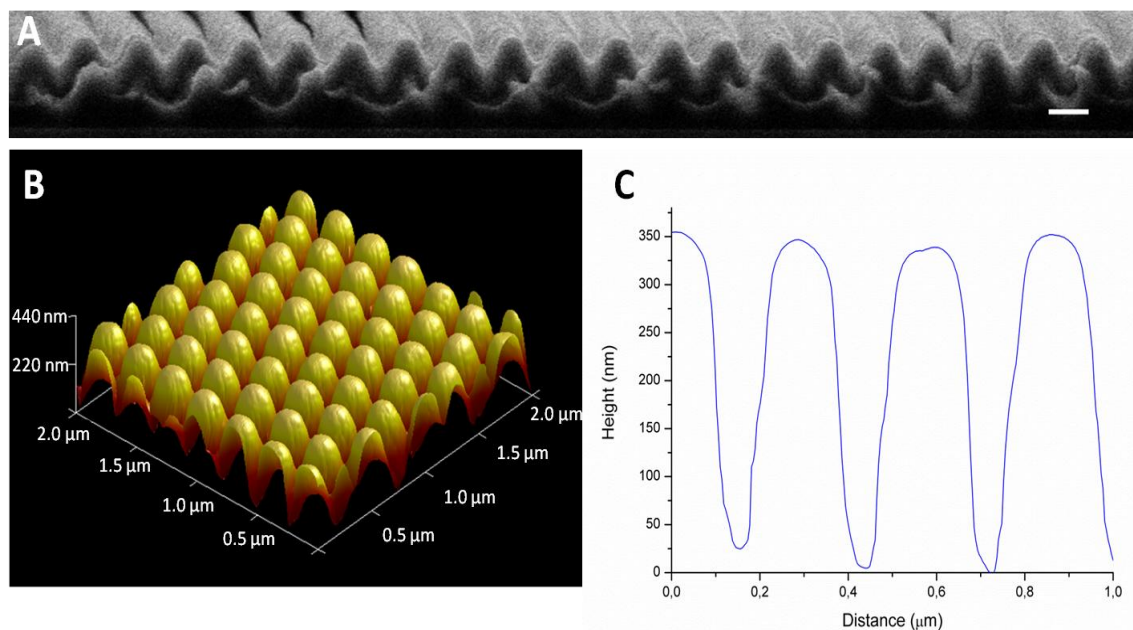 A
B
440 nm
220 nm
2.0 µm
1.5 µm
1.0 µm
0.5 µm
0.5 µm
1.0 µm
1.5 µm
2.0 µm
C
350
300
250
200
150
100
50
0
Height (nm)
0,0 0,2 0,4 0,6 0,8 1,0
Distance (µm)